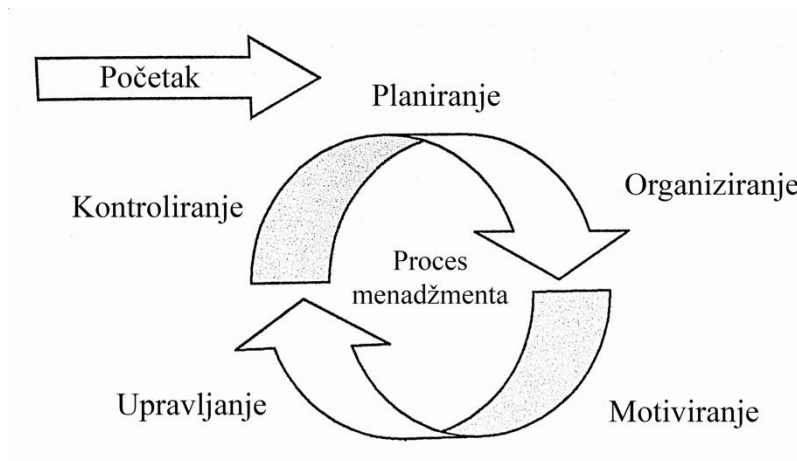 Početak
Planiranje
Organiziranje
Kontroliranje
Proces
menadžmenta
Upravljanje
Motiviranje